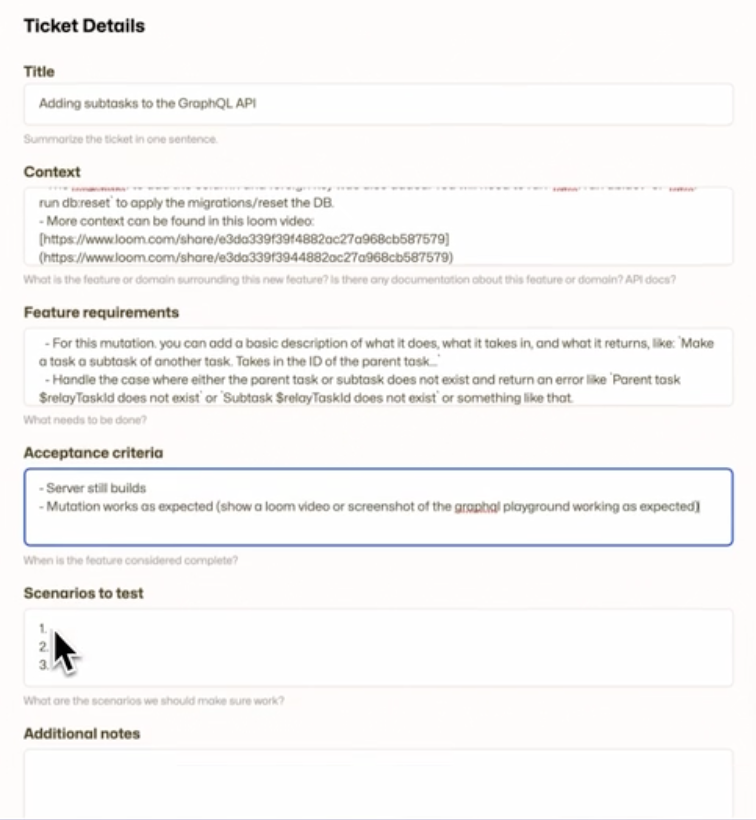 Ticket Details
Title
Adding subtasks to the GraphQL API
Summarize the ticket in one sentence.
Context
run db:reset` to apply the migrations/reset the DB.
- More context can be found in this loom video:
[https://www.loom.com/share/e3da339f39f4882ac27a968cb587579]
(https://www.loom.com/share/e3da339f3944882ac27a968cb587579)
What is the feature or domain surrounding this new feature? Is there any documentation about this feature or domain? API docs?
Feature requirements
- For this mutation. you can add a basic description of what it does, what it takes in, and what it returns, like: `Make
a task a subtask of another task. Takes in the ID of the parent task...`
- Handle the case where either the parent task or subtask does not exist and return an error like `Parent task
$relayTaskId does not exist` or `Subtask $relayTaskId does not exist` or something like that.
What needs to be done?
Acceptance criteria
- Server still builds
- Mutation works as expected (show a loom video or screenshot of the graphql playground working as expected)
When is the feature considered complete?
Scenarios to test
1.
2.
3.
What are the scenarios we should make sure work?
Additional notes